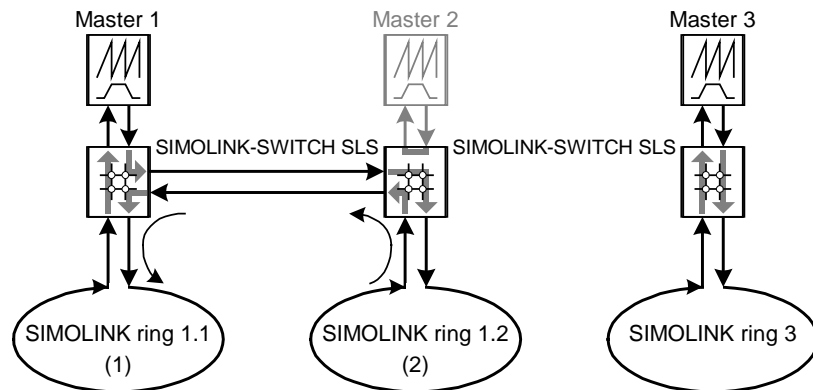 Master 1
Master 2
Master 3
SIMOLINK-SWITCH SLS
SIMOLINK-SWITCH SLS
SIMOLINK ring 1.1
(1)
SIMOLINK ring 1.2
(2)
SIMOLINK ring 3